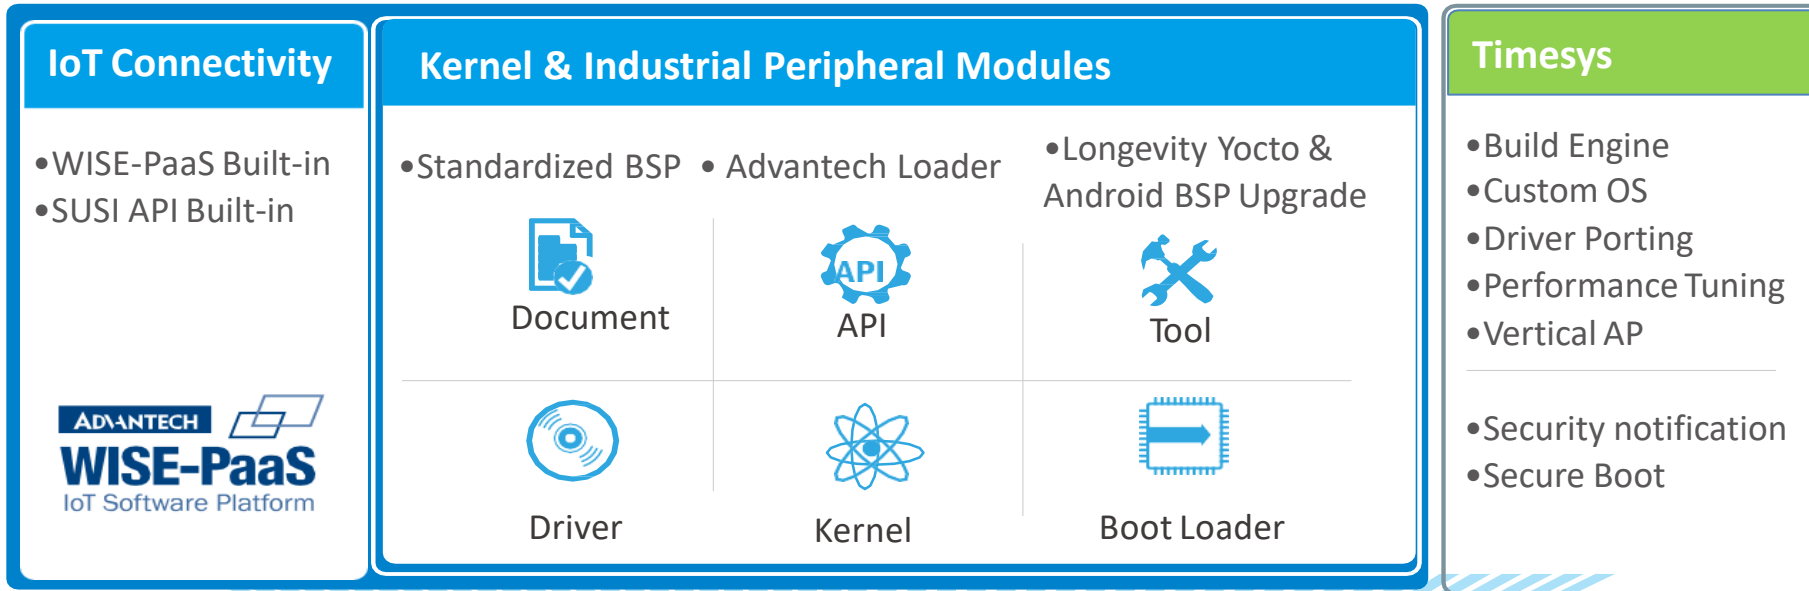 IoT Connectivity
•WISE-PaaS Built-in
•SUSI API Built-in
ADVANTECH
WISE-PaaS
IoT Software Platform
Kernel & Industrial Peripheral Modules
•Standardized BSP
• Advantech Loader
•Longevity Yocto &
Android BSP Upgrade
Document
API
API
Tool
Driver
Kernel
Boot Loader
Timesys
•Build Engine
•Custom OS
•Driver Porting
•Performance Tuning
•Vertical AP
•Security notification
•Secure Boot